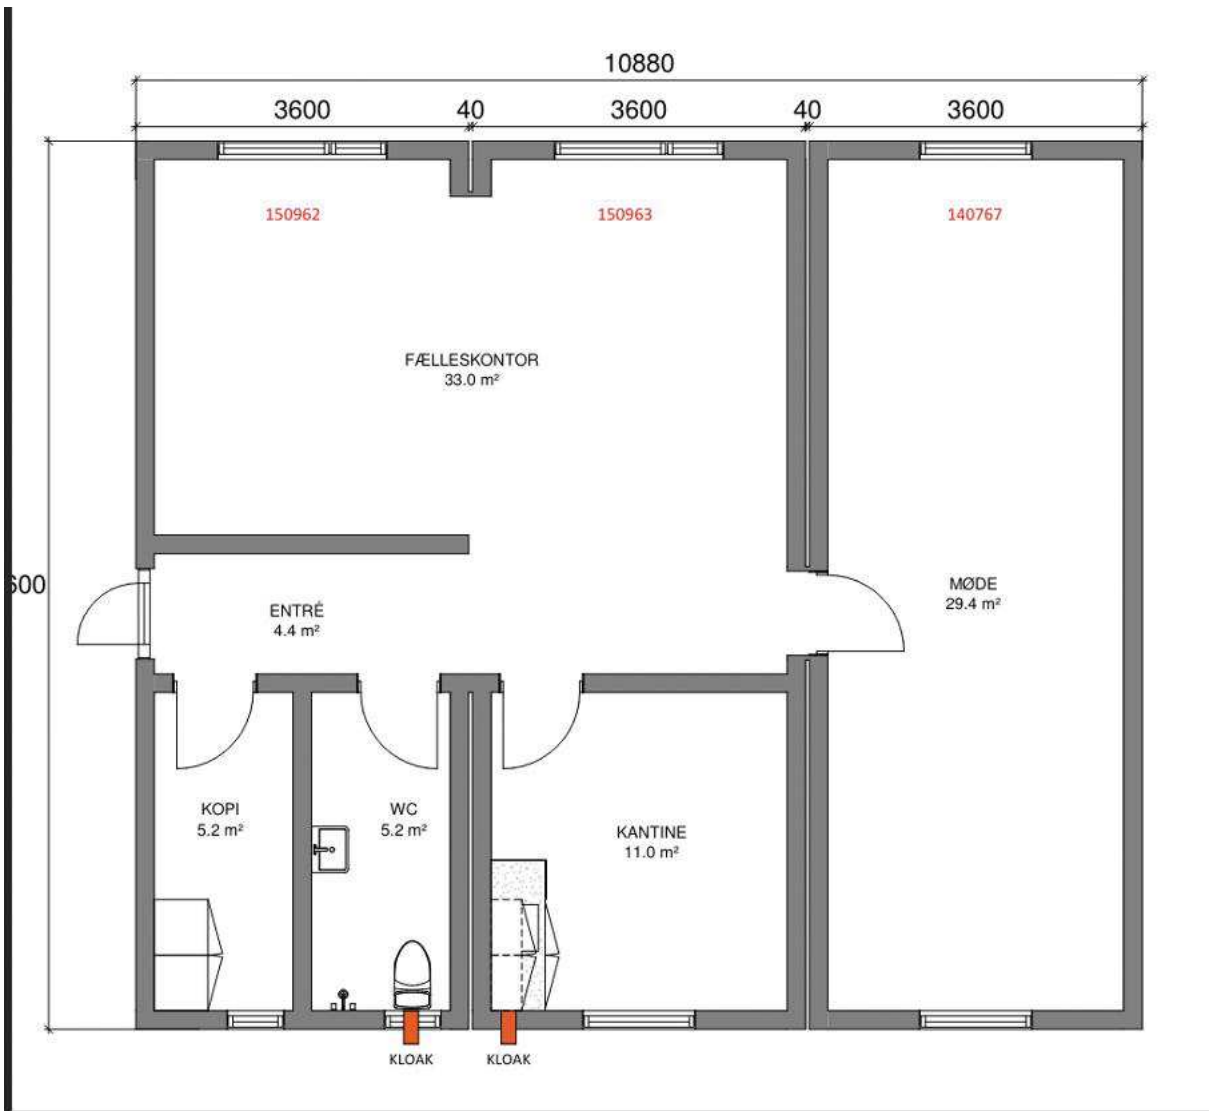 10880
3600 40 3600 40 3600
150962 150963 140767
FÆLLESKONTOR
33.0 m²
600
MØDE
29.4 m²
ENTRÉ
4.4 m²
KOPI
5.2 m²
WC
5.2 m²
KANTINE
11.0 m²
KLOAK KLOAK